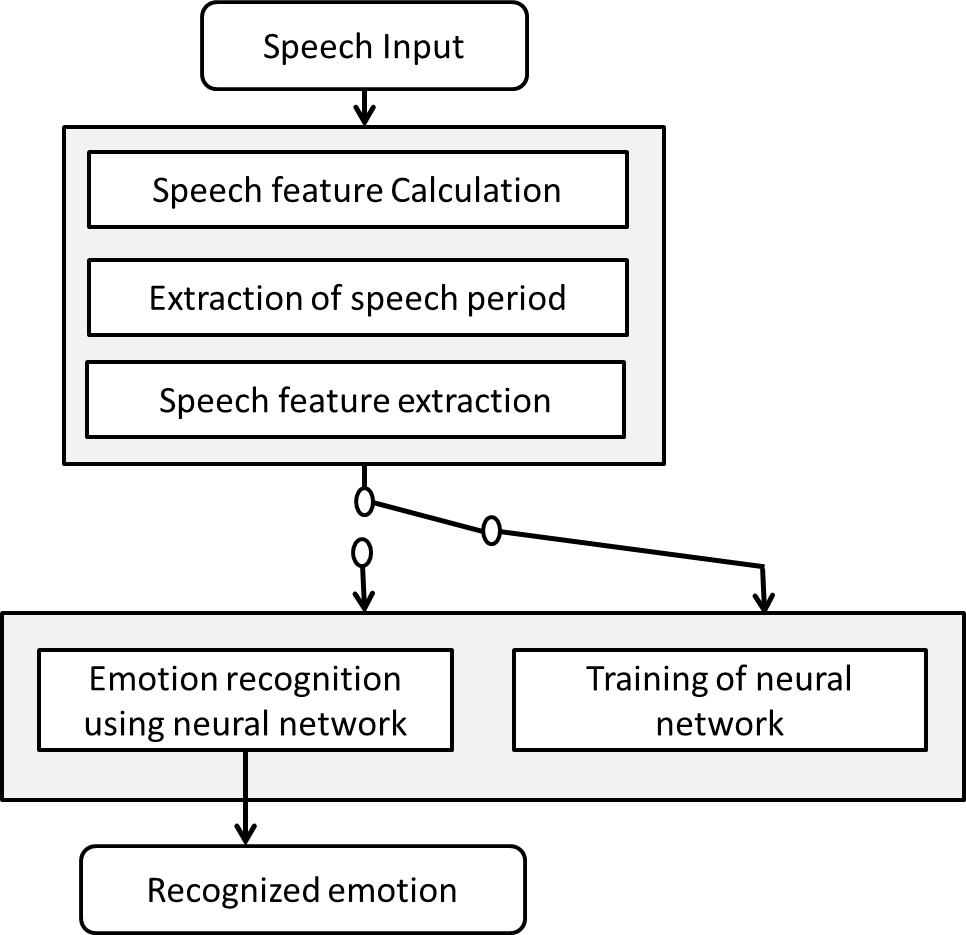 Speech Input
Speech feature Calculation
Extraction of speech period
Speech feature extraction
Emotion recognition
using neural network
Training of neural
network
Recognized emotion